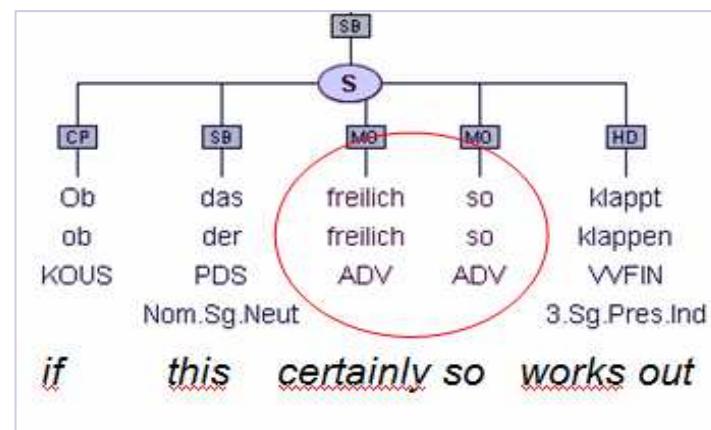 SB
S
CP SB MO MO HD
Ob das freilich so klappt
ob der freilich so klappen
KOUS PDS ADV ADV VVFIN
Nom.Sg.Neut 3.Sg.Pres.Ind
if this certainly so works out